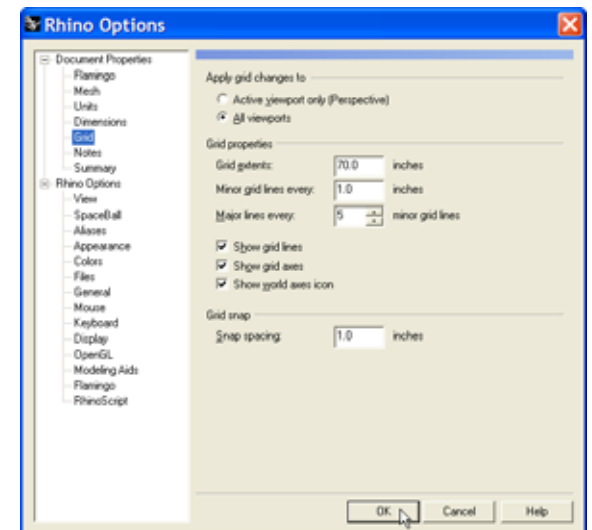 Rhino Options
Document Properties
Flamingo
Mesh
Units
Dimensions
Grid
Notes
Summary
Rhino Options
View
SpaceBall
Aliases
Appearance
Colors
Files
General
Mouse
Keyboard
Display
OpenGL
Modeling Aids
Flamingo
RhinoScript
Apply grid changes to
Active viewport only (Perspective)
All viewports
Grid properties
Grid extents: 70.0 inches
Minor grid lines every: 1.0 inches
Major lines every: 5 minor grid lines
Show grid lines
Show grid axes
Show world axes icon
Grid snap
Snap spacing: 1.0 inches
OK Cancel Help